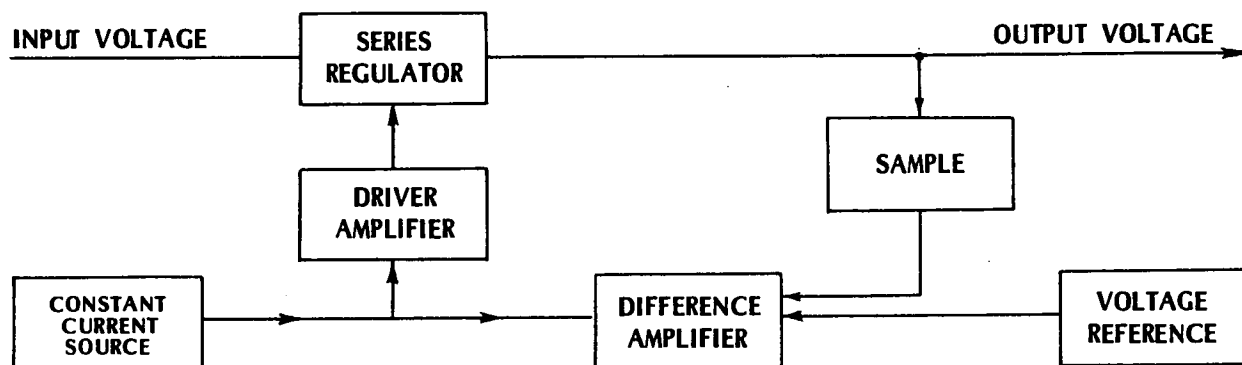 INPUT VOLTAGE
SERIES
REGULATOR
OUTPUT VOLTAGE
SAMPLE
DRIVER
AMPLIFIER
CONSTANT
CURRENT
SOURCE
DIFFERENCE
AMPLIFIER
VOLTAGE
REFERENCE